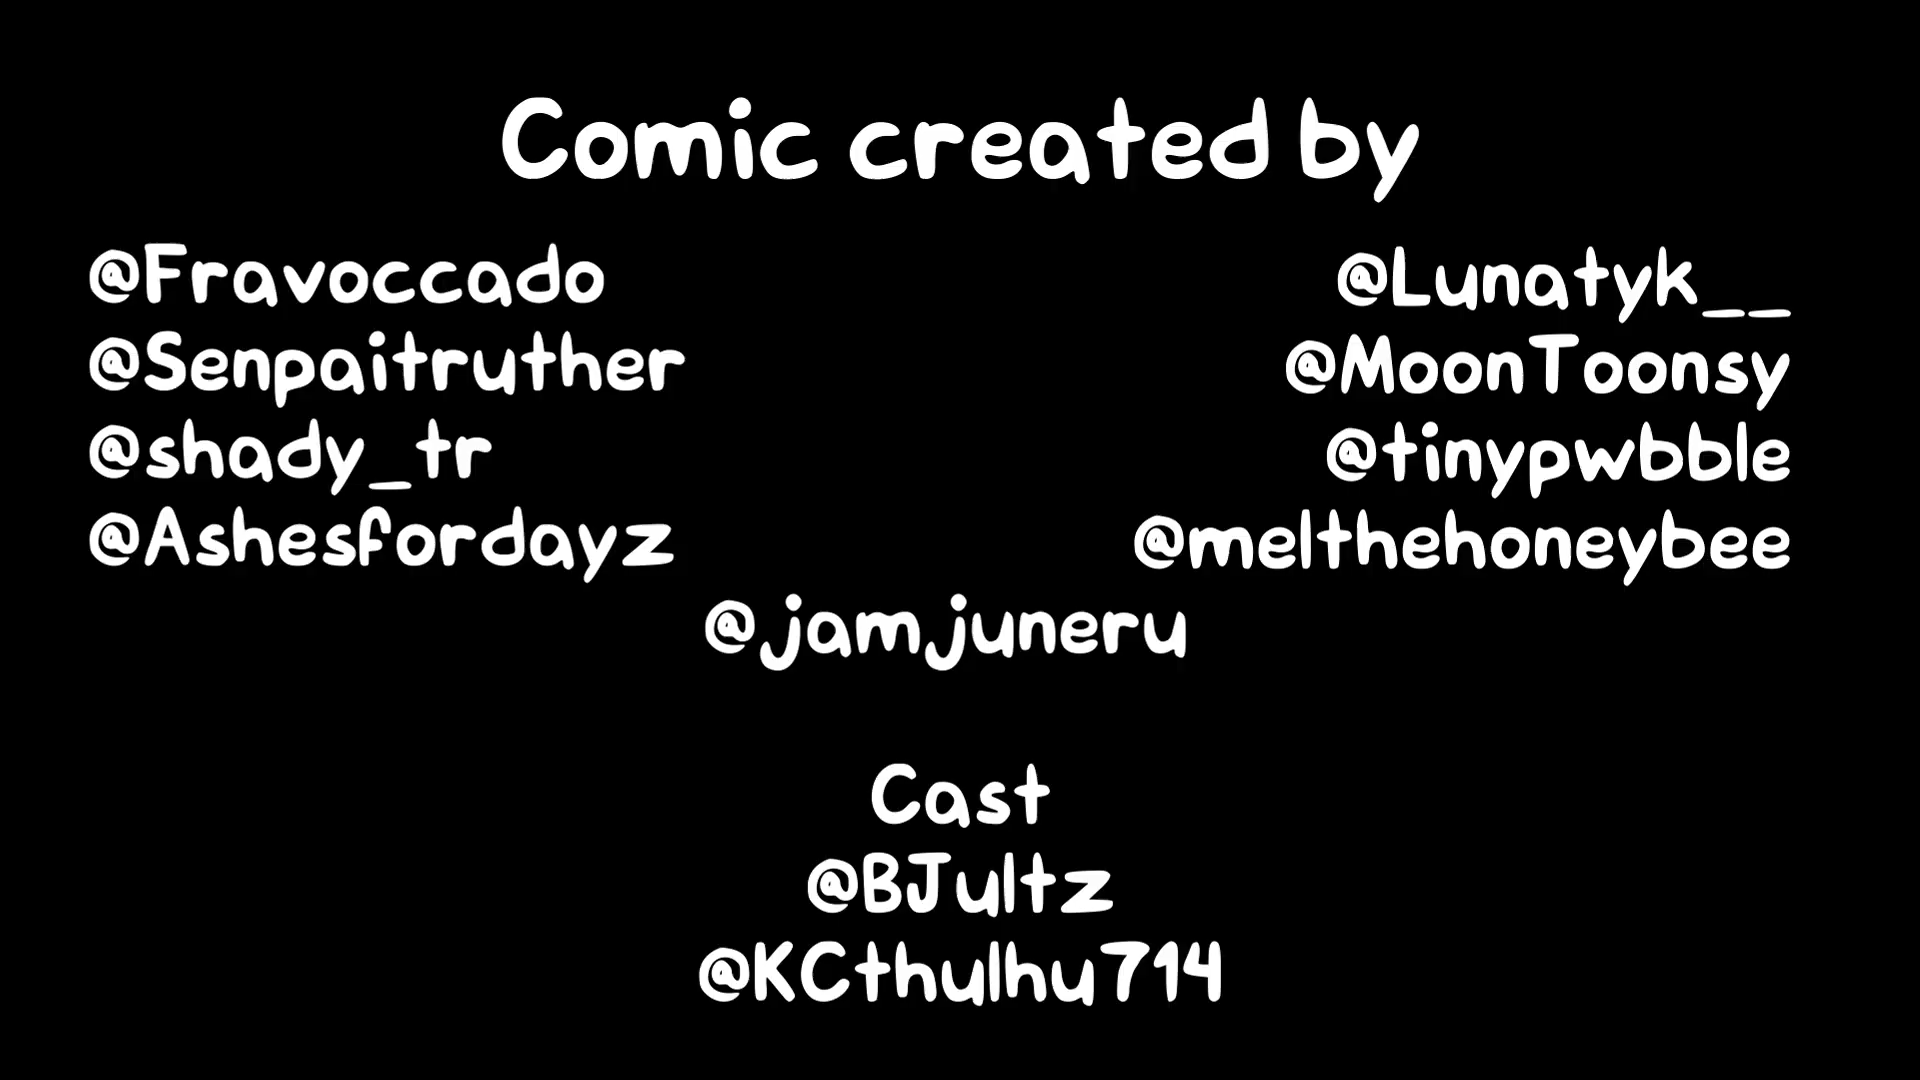 Comic created by
@Fravoccado
@Senpaitruther
@shady_tr
@Ashesfordayz
@Lunatyk__
@MoonToonsy
@tinypwbble
@melthehoneybee
@jamjuneru
Cast
@BJultz
@KCthulhu714